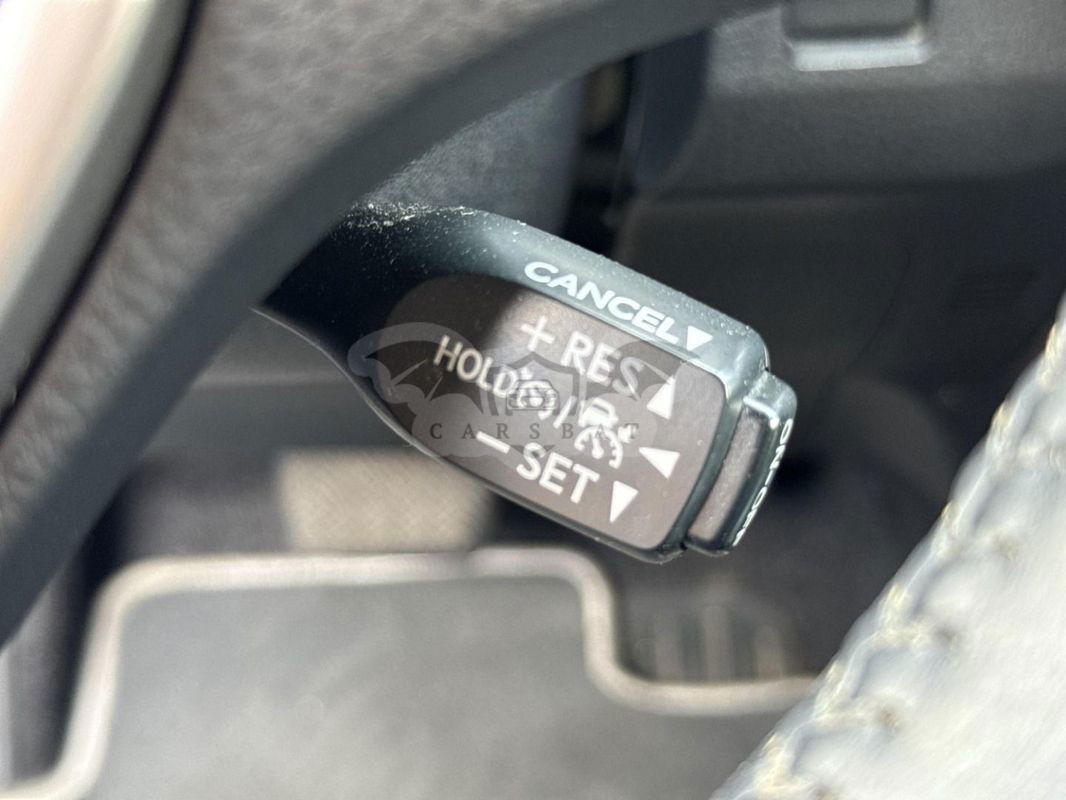 CANCEL
+ RES
HOLD /
- SET
CARSBAT